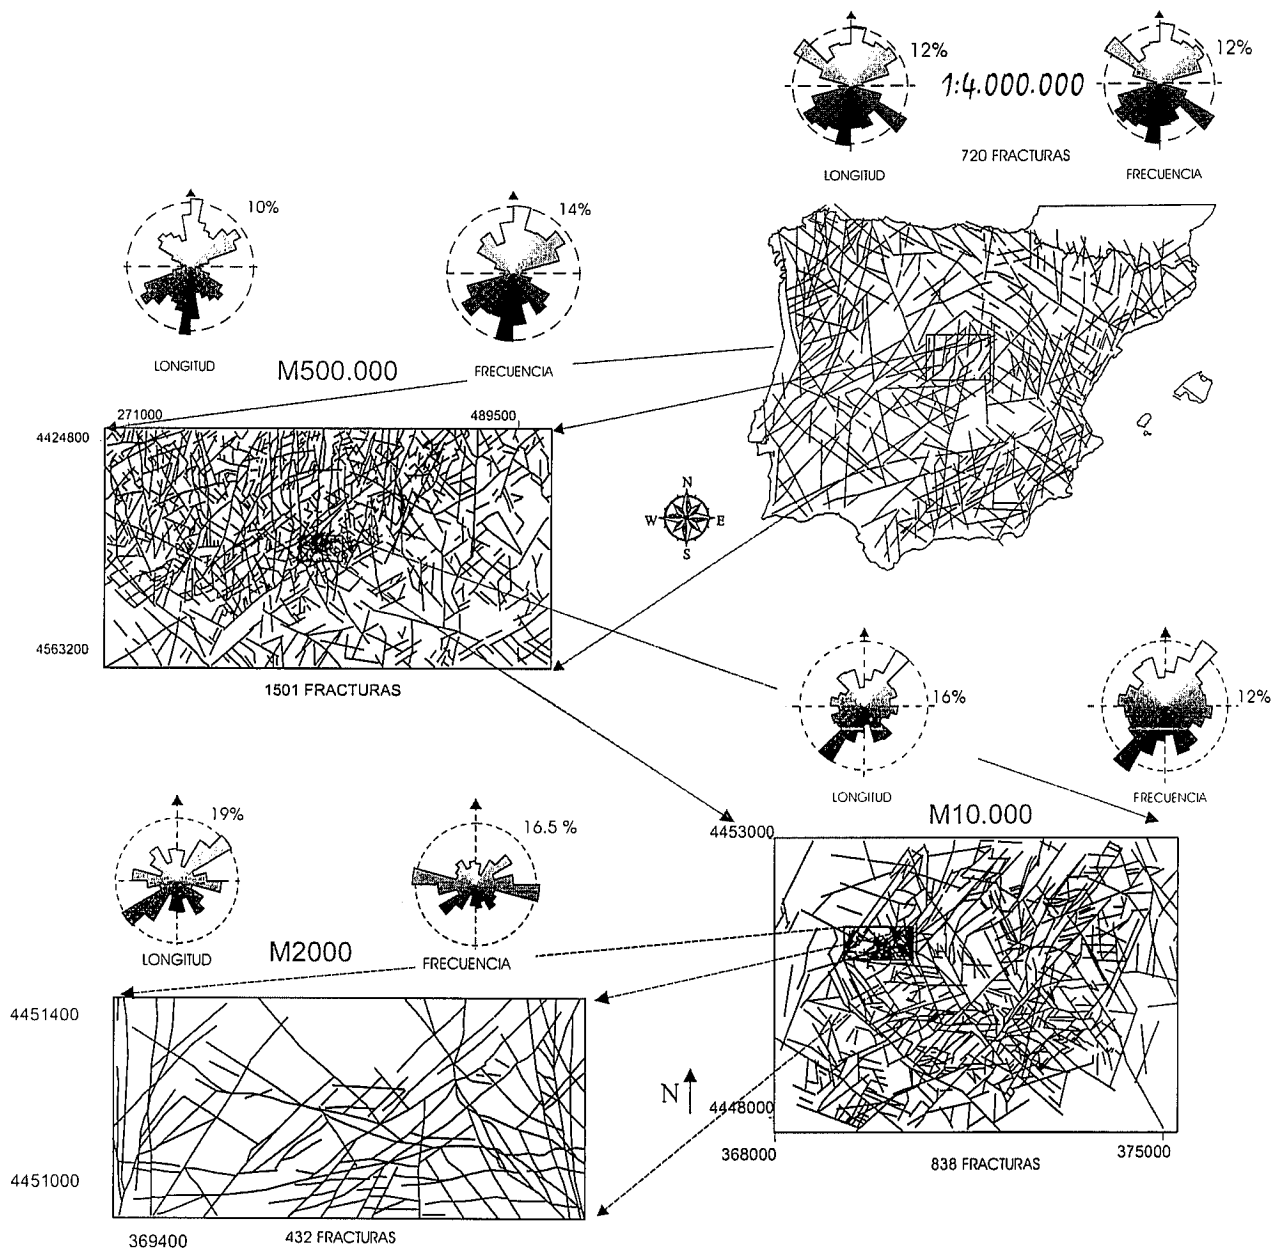 12%
1:4.000.000
12%
720 FRACTURAS
LONGITUD
FRECUENCIA
10%
14%
LONGITUD
M500.000
FRECUENCIA
271000
489500
4424800
4563200
1501 FRACTURAS
N
W
E
S
16%
12%
LONGITUD
FRECUENCIA
M10.000
4453000
4448000
368000
375000
838 FRACTURAS
19%
16.5 %
LONGITUD
M2000
FRECUENCIA
4451400
4451000
369400
432 FRACTURAS
N